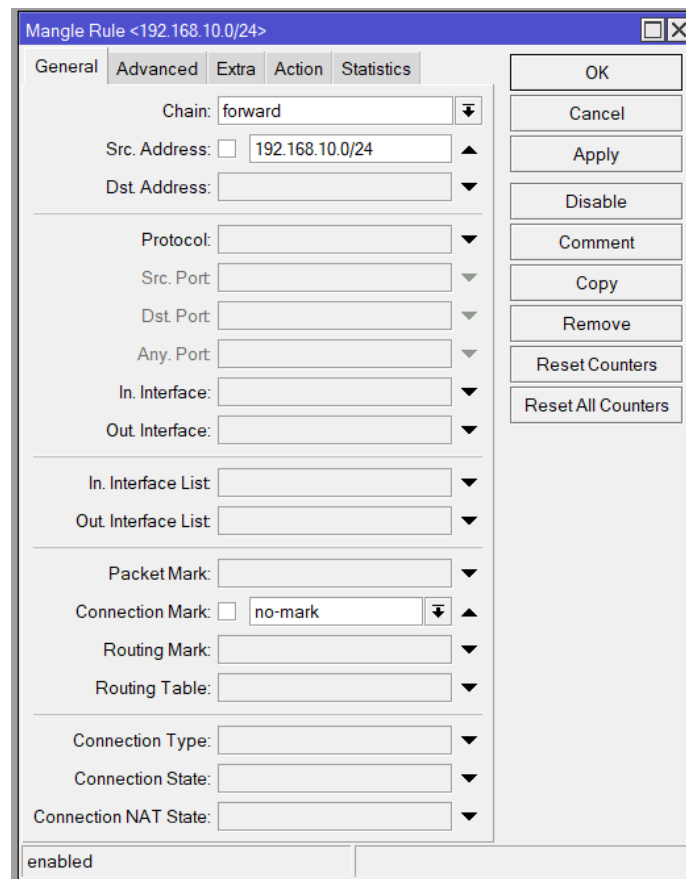 Mangle Rule <192.168.10.0/24>
General Advanced Extra Action Statistics
Chain: forward
Src. Address: 192.168.10.0/24
Dst. Address:
Protocol:
Src. Port:
Dst. Port:
Any. Port:
In. Interface:
Out. Interface:
In. Interface List:
Out. Interface List:
Packet Mark:
Connection Mark: no-mark
Routing Mark:
Routing Table:
Connection Type:
Connection State:
Connection NAT State:
enabled
OK
Cancel
Apply
Disable
Comment
Copy
Remove
Reset Counters
Reset All Counters